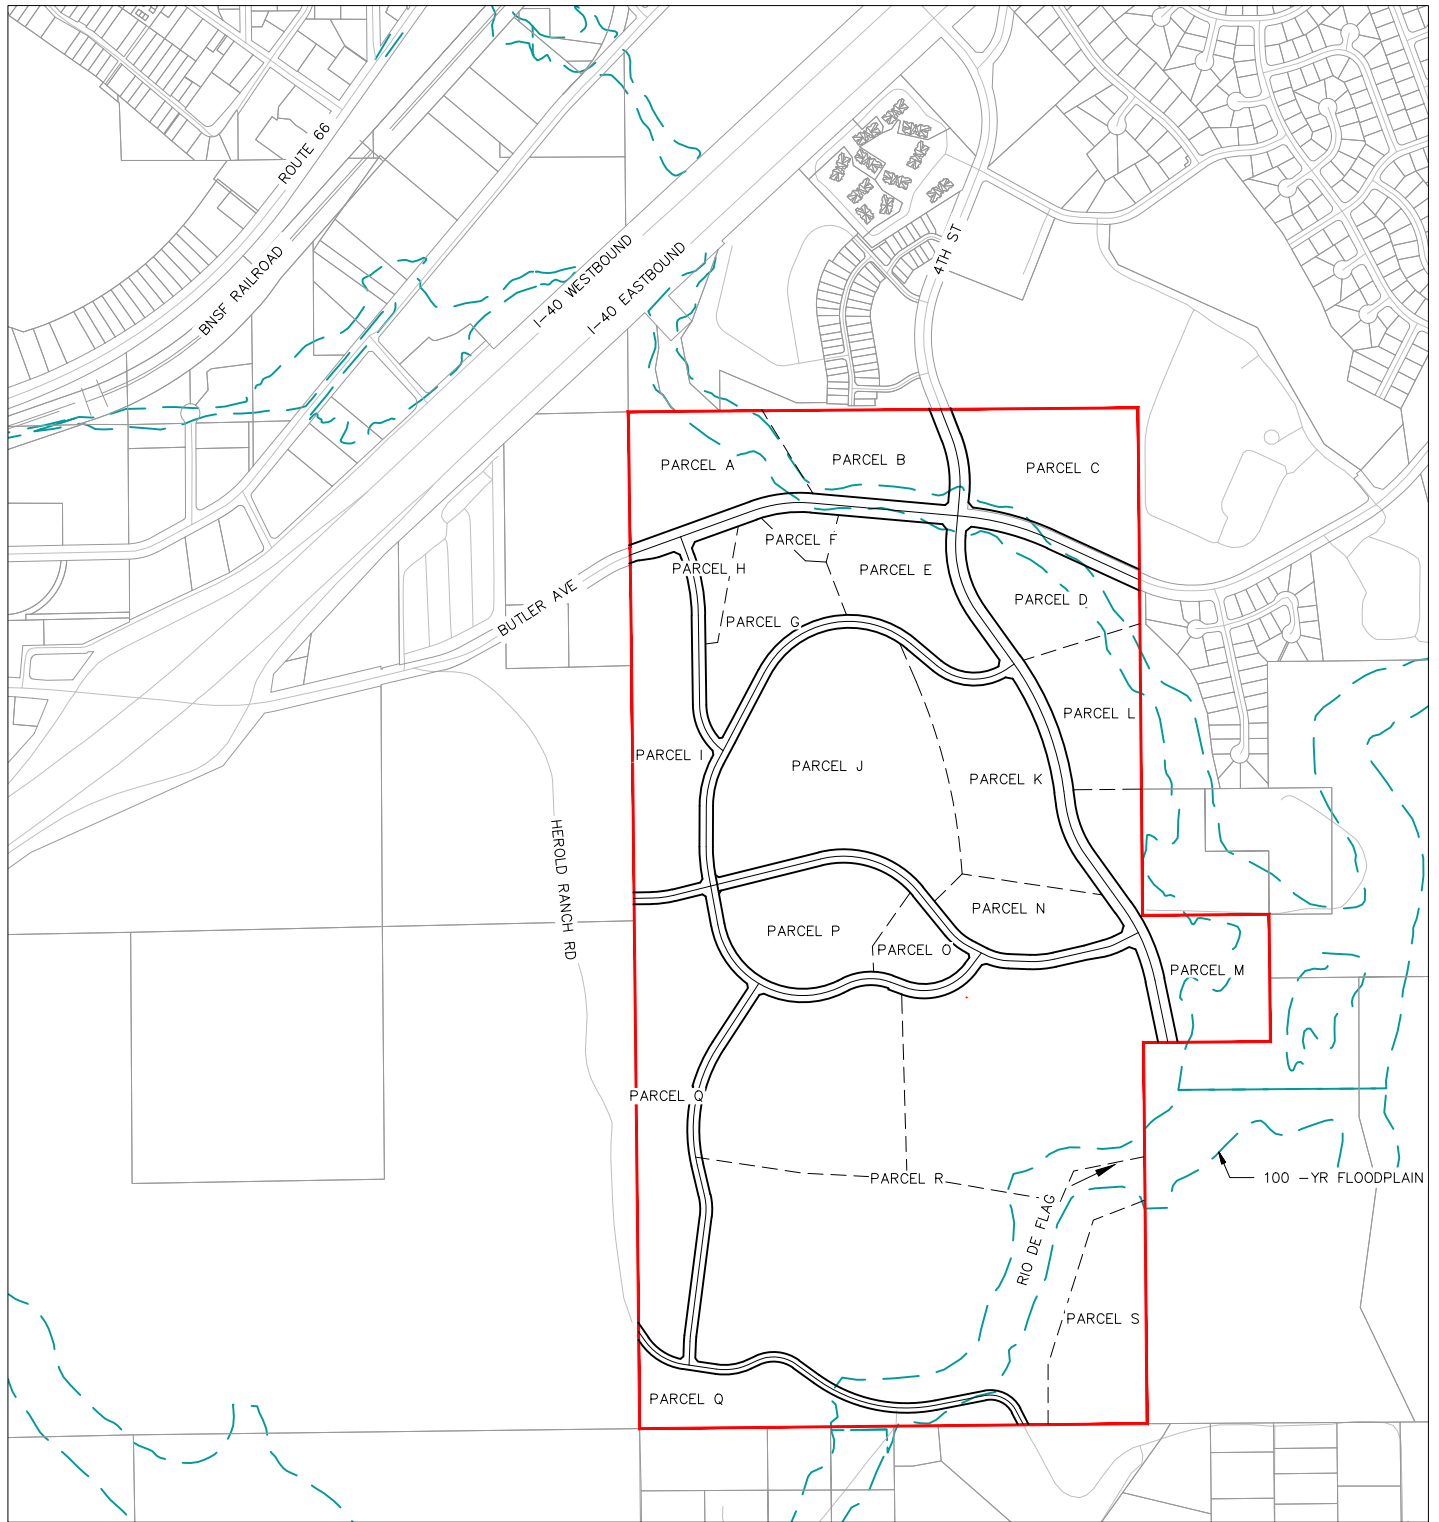 ROUTE 66
BNSF RAILROAD
I-40 WESTBOUND
I-40 EASTBOUND
4TH ST
PARCEL A
PARCEL B
PARCEL C
PARCEL F
PARCEL H
PARCEL E
BUTLER AVE
PARCEL D
PARCEL G
PARCEL L
PARCEL I
PARCEL J
PARCEL K
HEROLD RANCH RD
PARCEL N
PARCEL P
PARCEL O
PARCEL M
PARCEL Q
PARCEL R
100 -YR FLOODPLAIN
RIO DE FLAG
PARCEL S
PARCEL Q